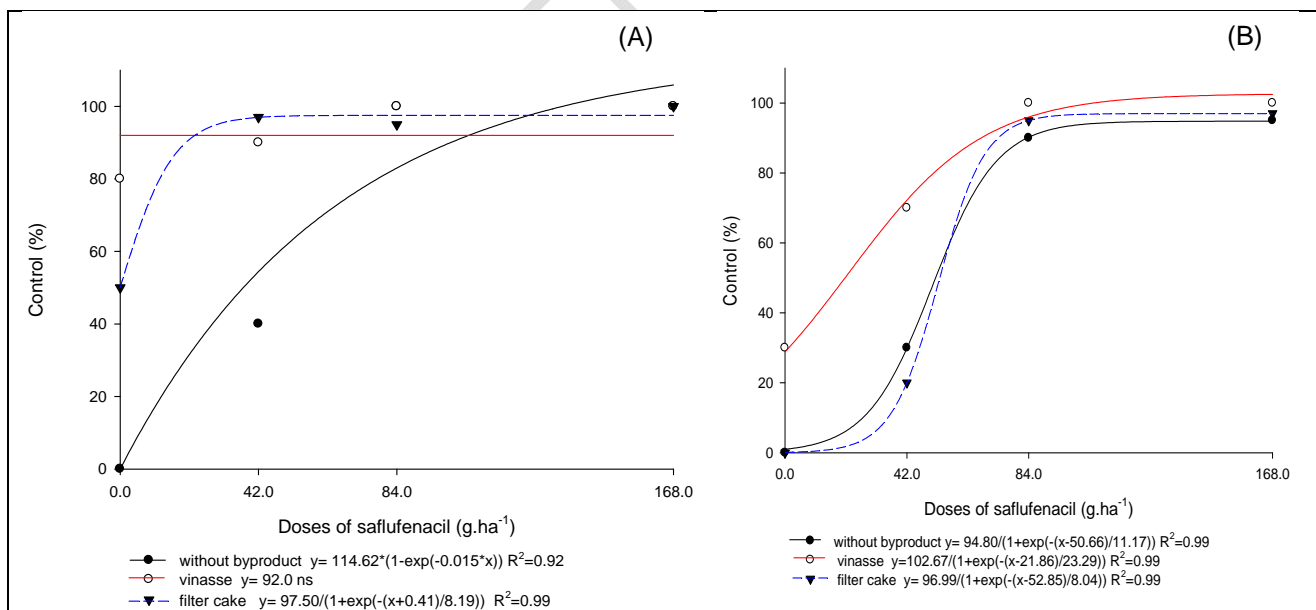 (A)
Control (%)
100
80
60
40
20
0
0.0 42.0 84.0 168.0
Doses of saflufenacil (g.ha⁻¹)
without byproduct y= 114.62*(1-exp(-0.015*x)) R²=0.92
vinasse y= 92.0 ns
filter cake y= 97.50/(1+exp(-(x+0.41)/8.19)) R²=0.99
(B)
Control (%)
100
80
60
40
20
0
0.0 42.0 84.0 168.0
Doses of saflufenacil (g.ha⁻¹)
without byproduct y= 94.80/(1+exp(-(x-50.66)/11.17)) R²=0.99
vinasse y=102.67/(1+exp(-(x-21.86)/23.29)) R²=0.99
filter cake y= 96.99/(1+exp(-(x-52.85)/8.04)) R²=0.99